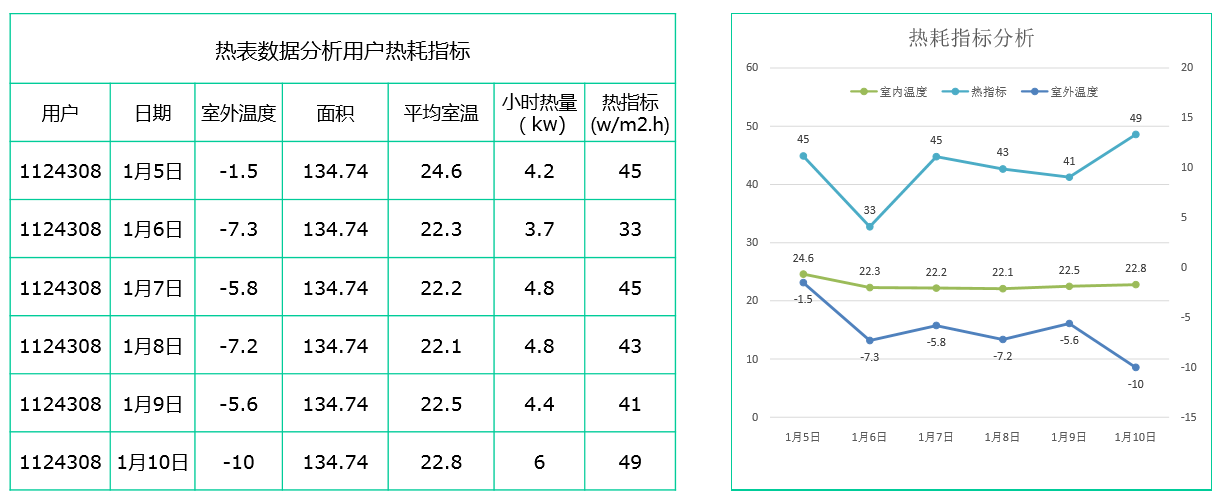 热表数据分析用户热耗指标
用户 日期 室外温度 面积 平均室温 小时热量（kw） 热指标(w/m2.h)
1124308 1月5日 -1.5 134.74 24.6 4.2 45
1124308 1月6日 -7.3 134.74 22.3 3.7 33
1124308 1月7日 -5.8 134.74 22.2 4.8 45
1124308 1月8日 -7.2 134.74 22.1 4.8 43
1124308 1月9日 -5.6 134.74 22.5 4.4 41
1124308 1月10日 -10 134.74 22.8 6 49
热耗指标分析
室内温度 热指标 室外温度
60
50
40
30
20
10
0
20
15
10
5
0
-5
-10
-15
45 33 45 43 41 49
24.6 22.3 22.2 22.1 22.5 22.8
-1.5 -7.3 -5.8 -7.2 -5.6 -10
1月5日 1月6日 1月7日 1月8日 1月9日 1月10日